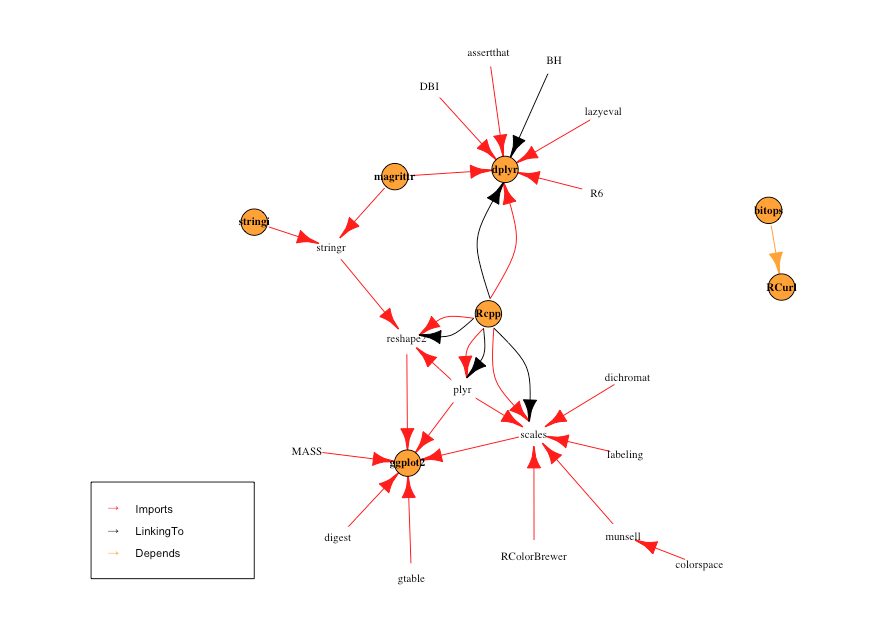 assertthat
BH
DBI
lazyeval
magrittr
dplyr
R6
stringi
bitops
stringr
RCurl
Rcpp
reshape2
dichromat
plyr
scales
MASS
labeling
ggplot2
digest
munsell
RColorBrewer
colorspace
gtable
→ Imports
→ LinkingTo
→ Depends